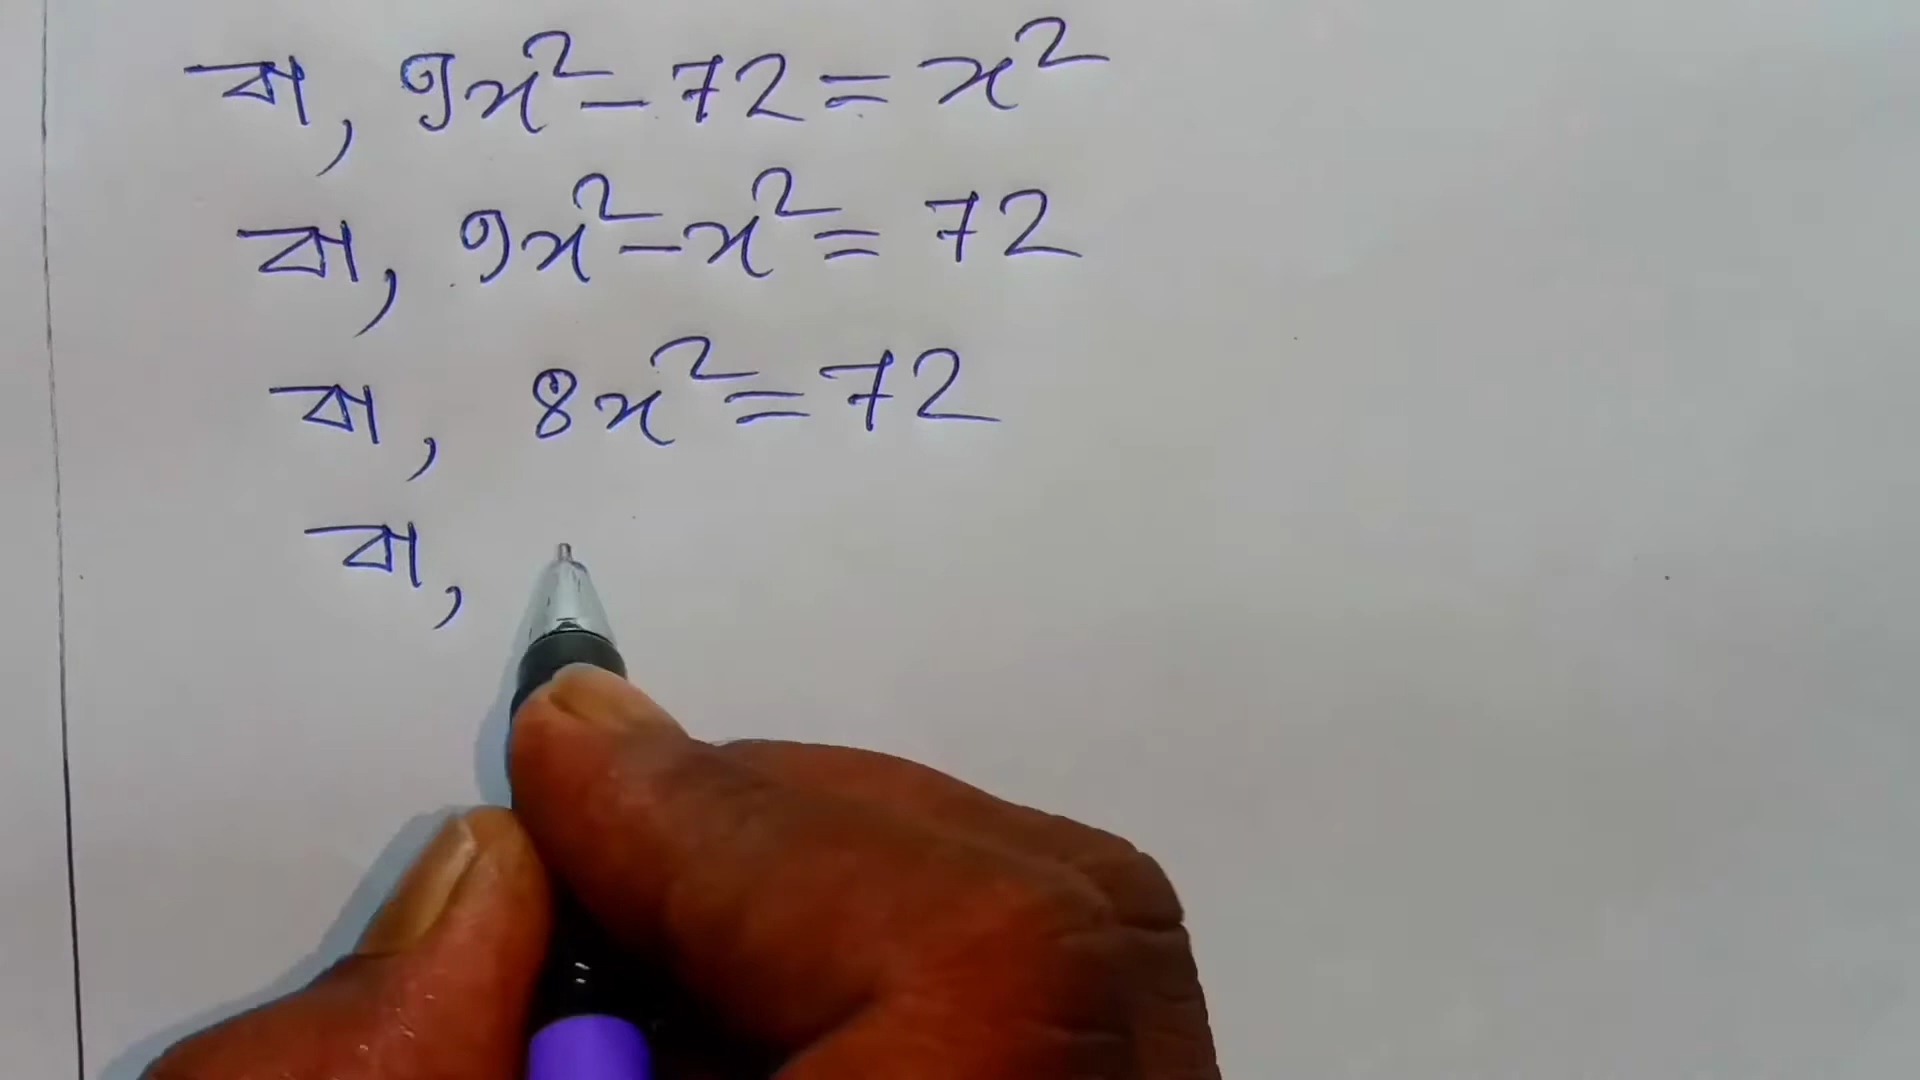 বা, 9x² - 72 = x²
বা, 9x² - x² = 72
বা, 8x² = 72
বা,